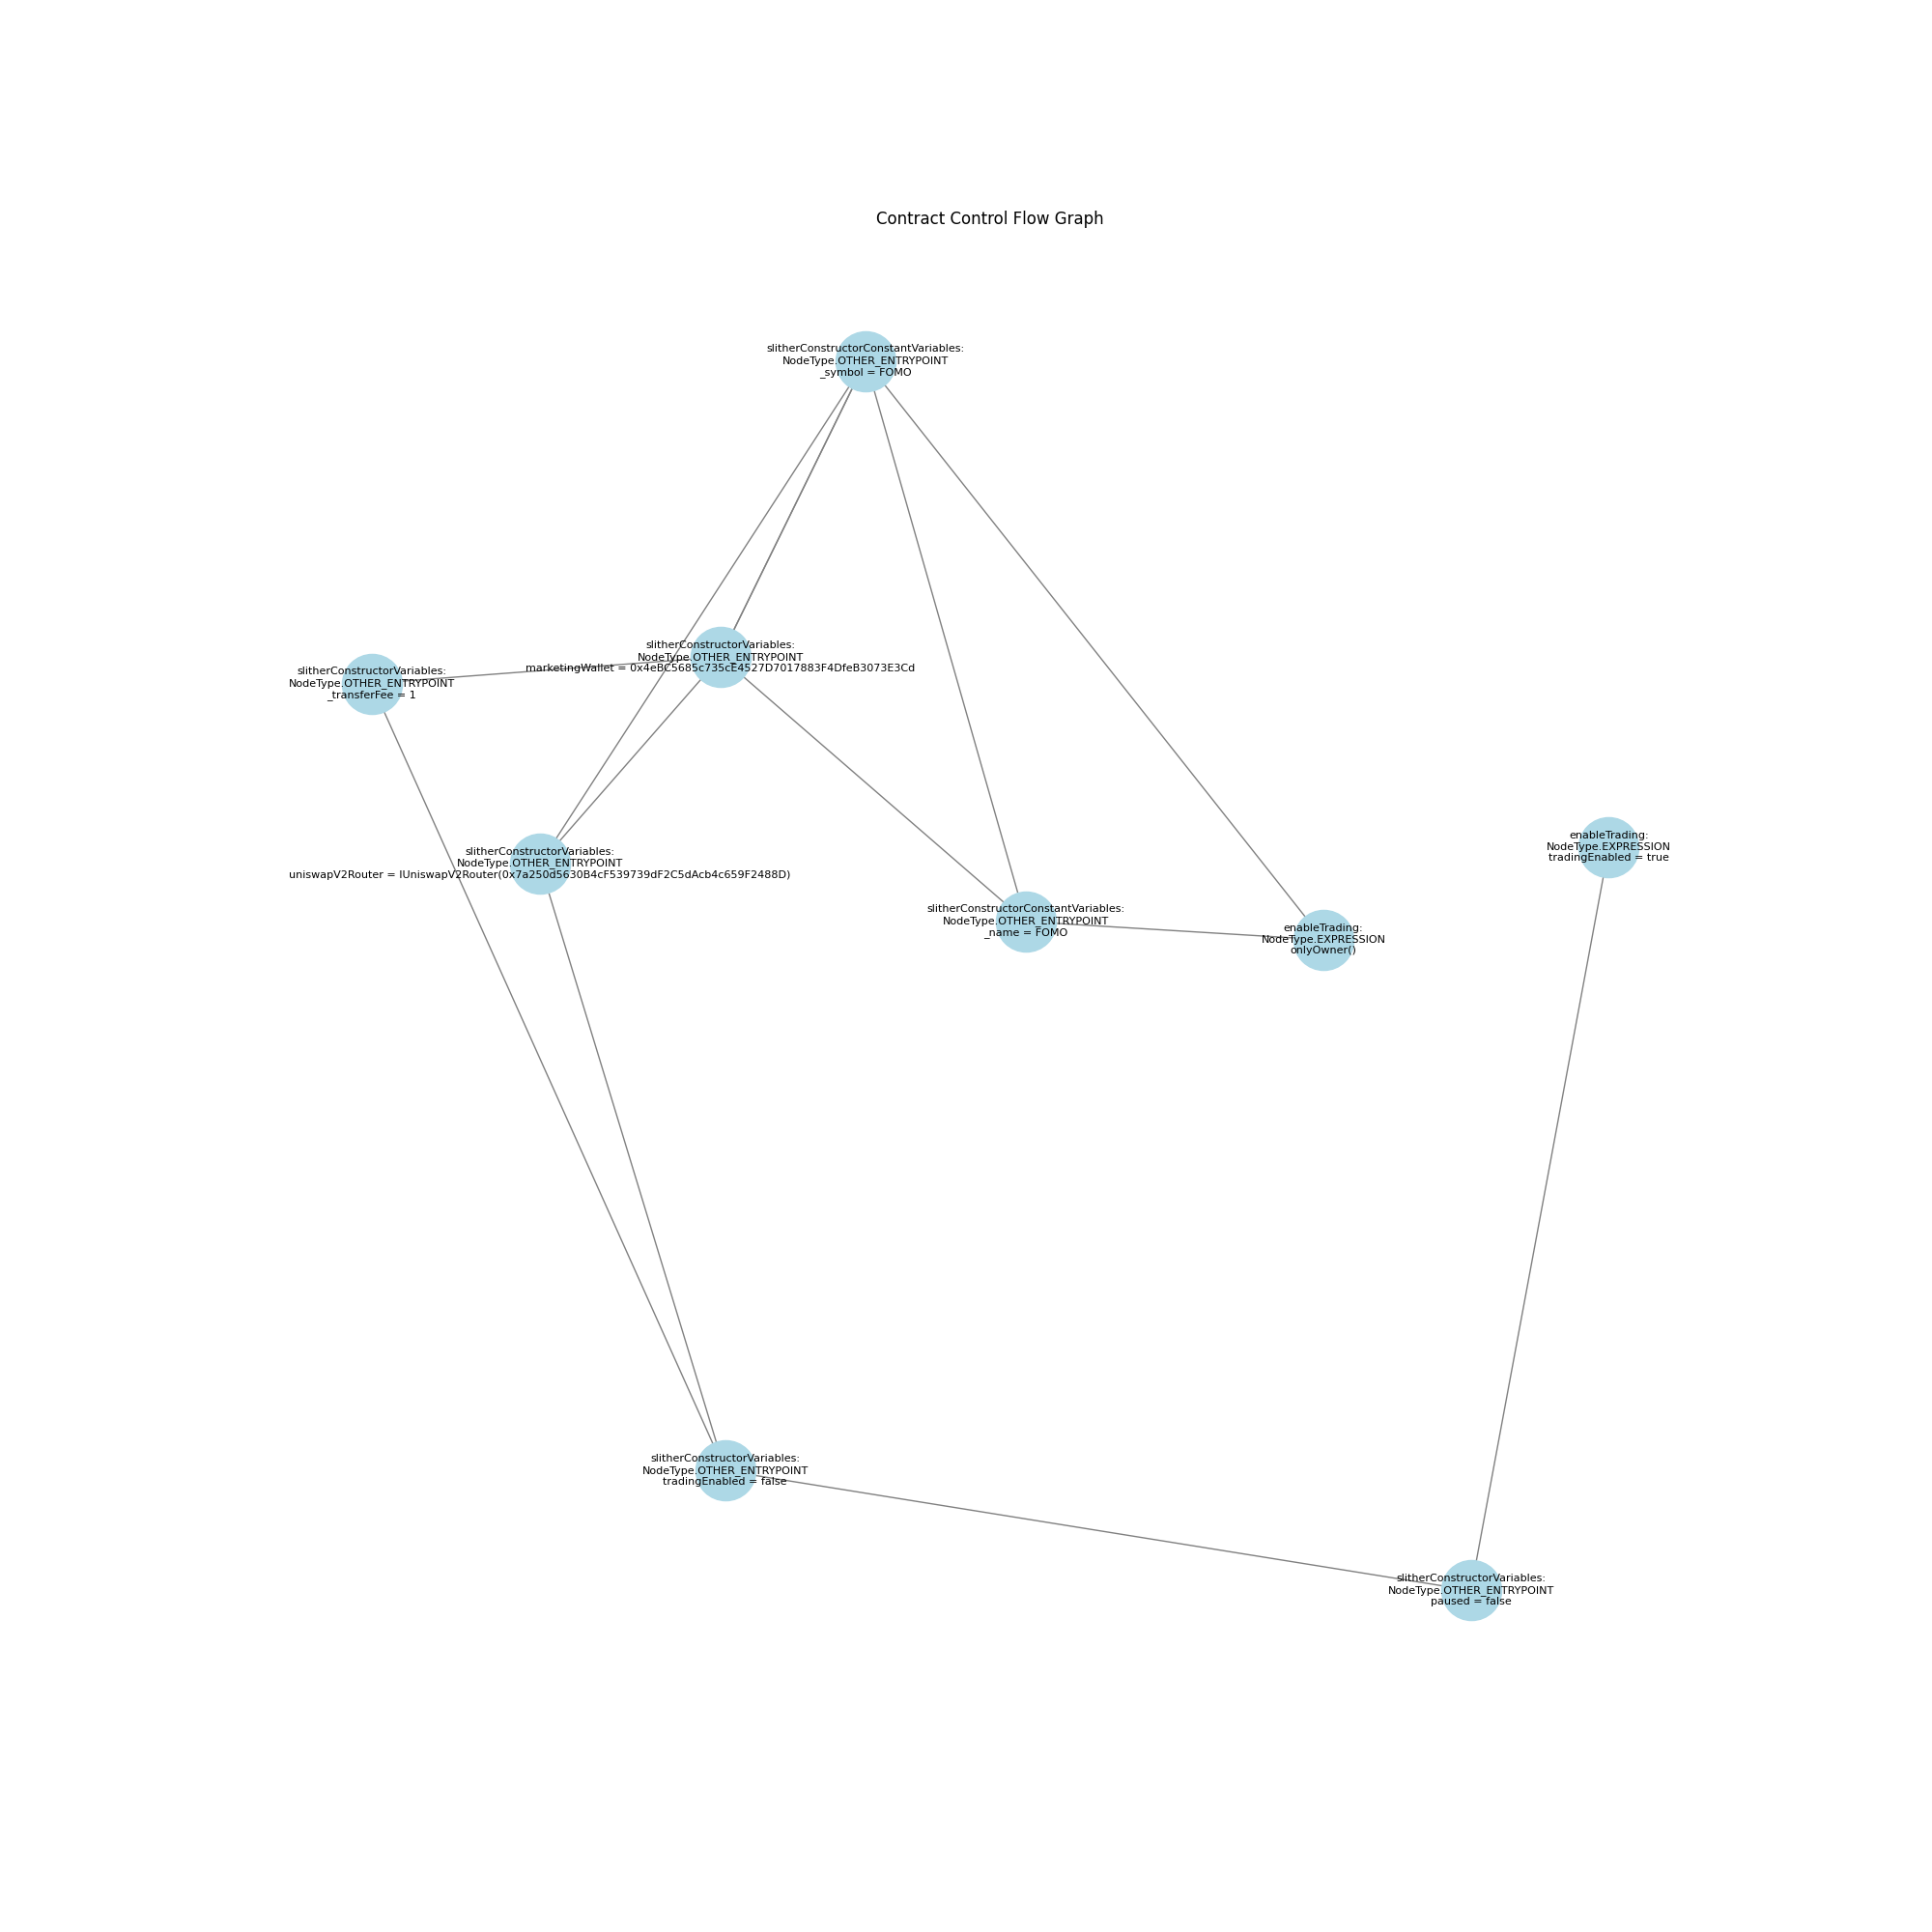 Contract Control Flow Graph
slitherConstructorConstantVariables:
NodeType.OTHER_ENTRYPOINT
_symbol = FOMO
slitherConstructorVariables:
NodeType.OTHER_ENTRYPOINT
marketingWallet = 0x4eBC5685c735cE4527D7017883F4DfeB3073E3Cd
slitherConstructorVariables:
NodeType.OTHER_ENTRYPOINT
_transferFee = 1
slitherConstructorVariables:
NodeType.OTHER_ENTRYPOINT
uniswapV2Router = IUniswapV2Router(0x7a250d5630B4cF539739dF2C5dAcb4c659F2488D)
enableTrading:
NodeType.EXPRESSION
tradingEnabled = true
slitherConstructorConstantVariables:
NodeType.OTHER_ENTRYPOINT
_name = FOMO
enableTrading:
NodeType.EXPRESSION
onlyOwner()
slitherConstructorVariables:
NodeType.OTHER_ENTRYPOINT
tradingEnabled = false
slitherConstructorVariables:
NodeType.OTHER_ENTRYPOINT
paused = false